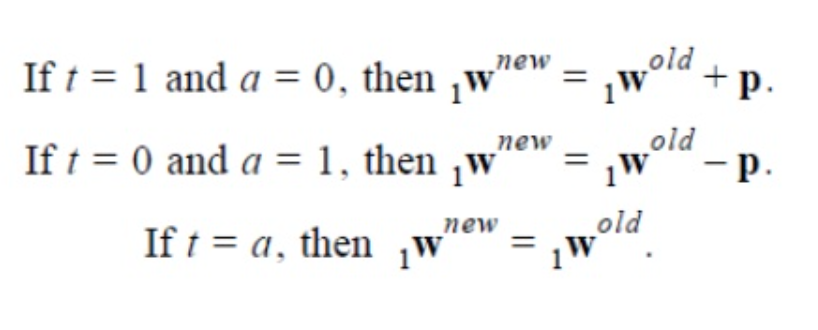 If t = 1 and a = 0, then ₁w^new = ₁w^old + p.
If t = 0 and a = 1, then ₁w^new = ₁w^old – p.
If t = a, then ₁w^new = ₁w^old.